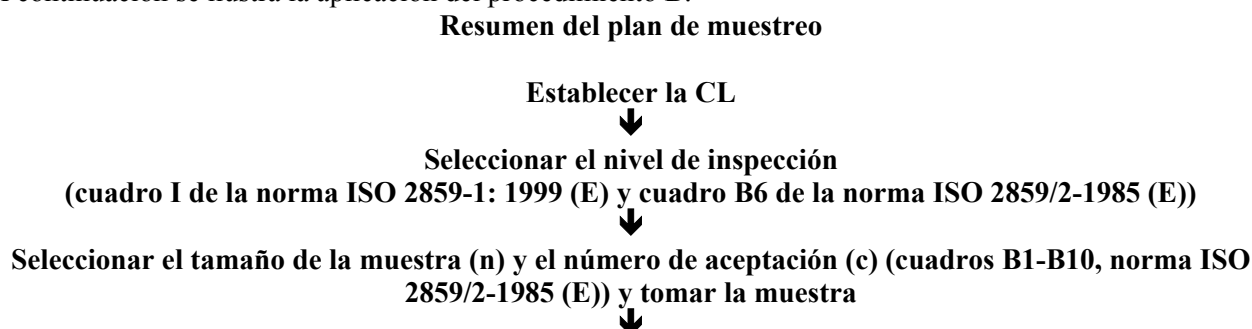 Resumen del plan de muestreo
Establecer la CL
Seleccionar el nivel de inspección
(cuadro I de la norma ISO 2859-1: 1999 (E) y cuadro B6 de la norma ISO 2859/2-1985 (E))
Seleccionar el tamaño de la muestra (n) y el número de aceptación (c) (cuadros B1-B10, norma ISO
2859/2-1985 (E)) y tomar la muestra